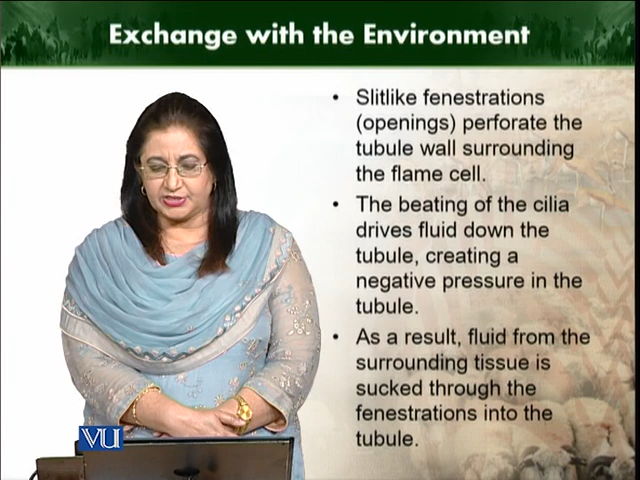 Exchange with the Environment
• Slitlike fenestrations
(openings) perforate the
tubule wall surrounding
the flame cell.
• The beating of the cilia
drives fluid down the
tubule, creating a
negative pressure in the
tubule.
• As a result, fluid from the
surrounding tissue is
sucked through the
fenestrations into the
tubule.
VU